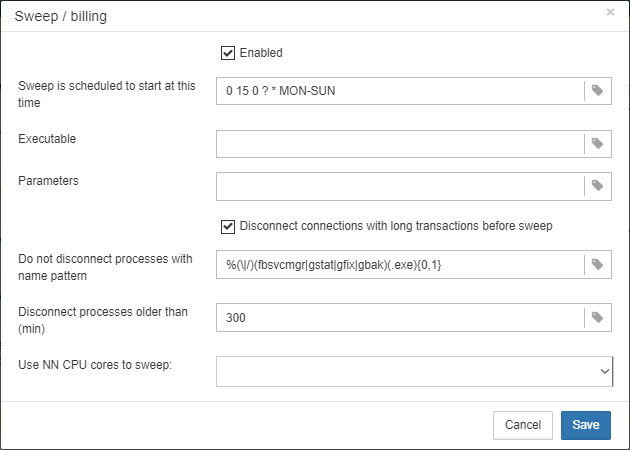 Sweep / billing
×
Enabled
Sweep is scheduled to start at this
time
0 15 0 ? * MON-SUN
Executable
Parameters
Disconnect connections with long transactions before sweep
Do not disconnect processes with
name pattern
%(\|/)(fbsvcmgr|gstat|gfix|gbak)(.exe){0,1}
Disconnect processes older than
(min)
300
Use NN CPU cores to sweep:
Cancel
Save